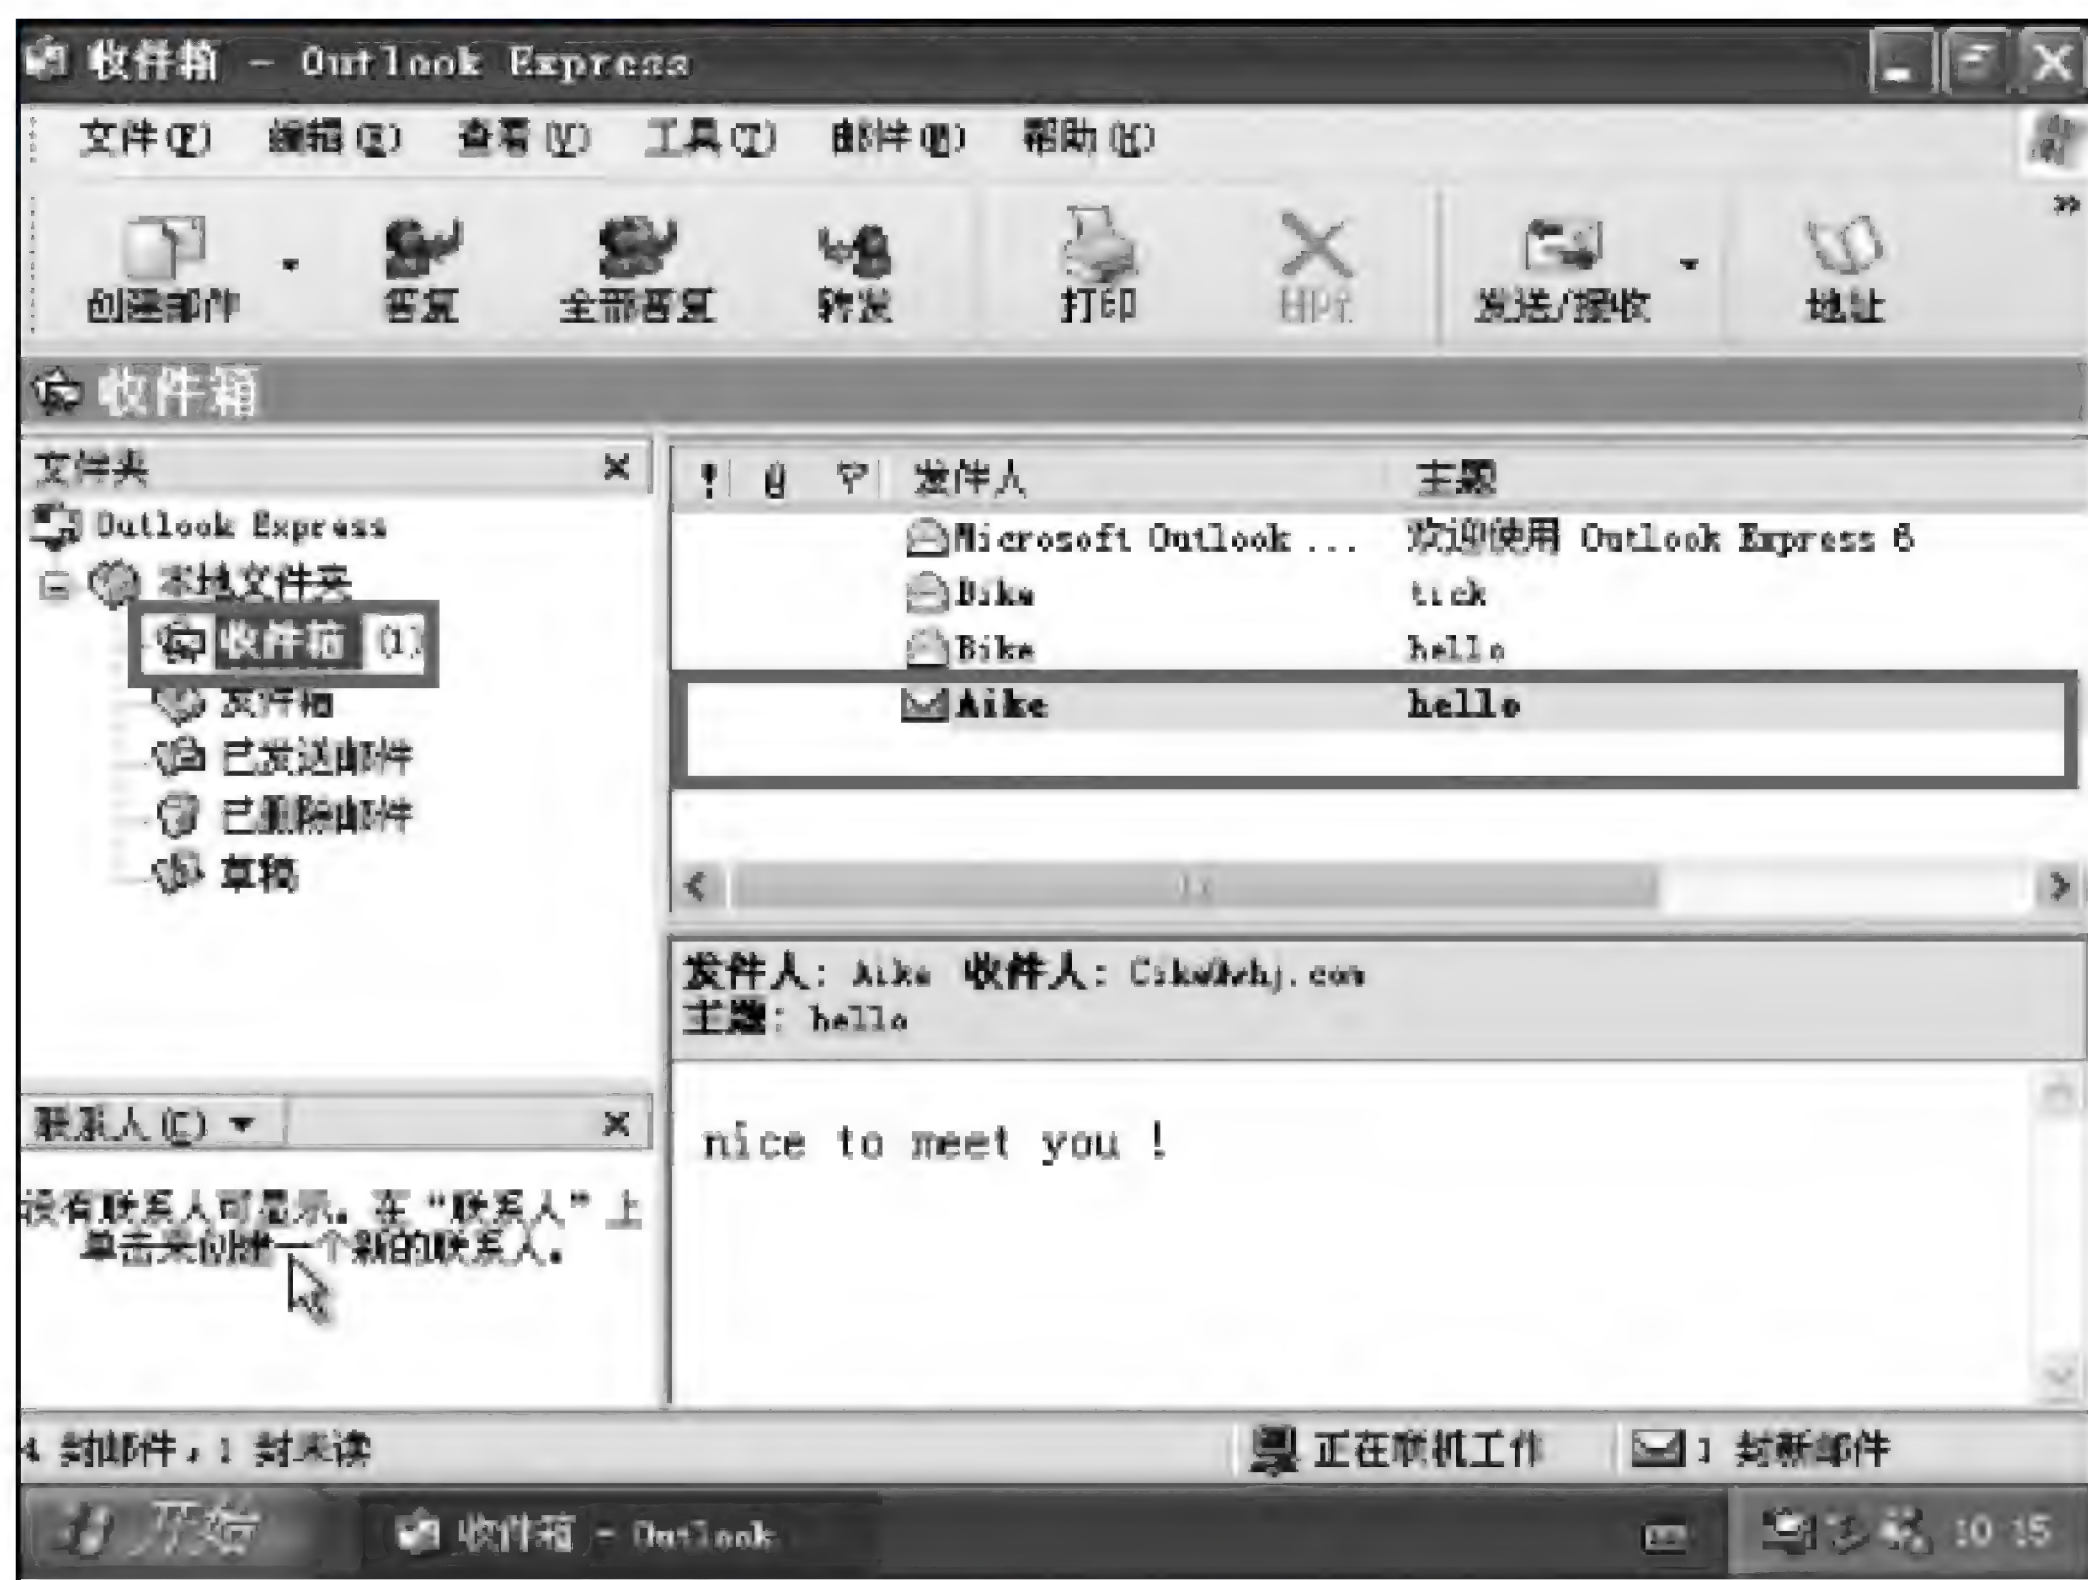 收件箱 - Outlook Express
文件(F) 编辑(E) 查看(V) 工具(T) 邮件(M) 帮助(H)
创建邮件 答复 全部答复 转发 打印 发送/接收 地址
收件箱
文件夹
! 发件人 主题
Outlook Express
本地文件夹
收件箱 (1)
发件箱
已发送邮件
已删除邮件
草稿
Microsoft Outlook ... 欢迎使用 Outlook Express 6
Bike tick
Bike hello
Aike hello
发件人: Aike 收件人:
主题: hello
nice to meet you !
联系人(C)
没有联系人可显示。在“联系人”上
单击来创建一个新的联系人。
4 封邮件，1 封未读 正在联机工作 1 封新邮件
开始 收件箱 - Outlook 10:15